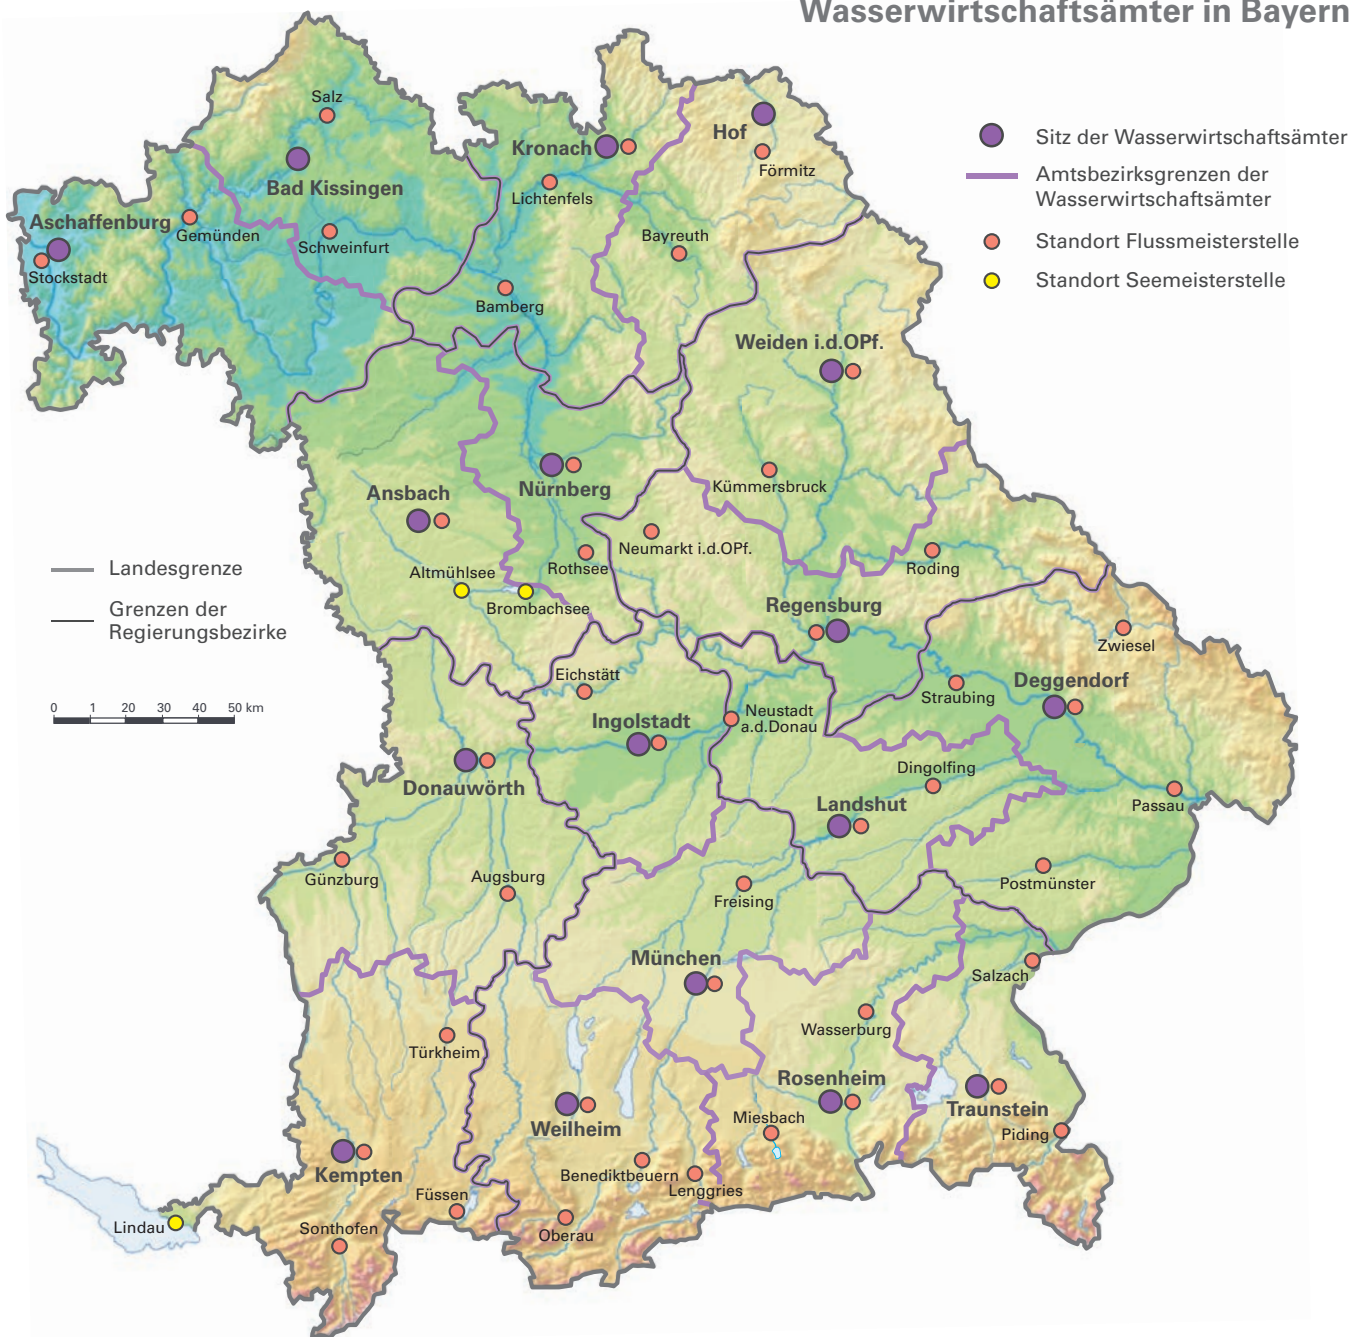 Wasserwirtschaftsämter in Bayern
Sitz der Wasserwirtschaftsämter
Amtsbezirksgrenzen der
Wasserwirtschaftsämter
Standort Flussmeisterstelle
Standort Seemeisterstelle
Salz
Hof
Kronach
Förmitz
Bad Kissingen
Lichtenfels
Aschaffenburg
Gemünden
Schweinfurt
Bayreuth
Stockstadt
Bamberg
Weiden i.d.OPf.
Kümmersbruck
Ansbach
Nürnberg
Neumarkt i.d.OPf.
Rothsee
Roding
Landesgrenze
Altmühlsee
Brombachsee
Grenzen der
Regierungsbezirke
Regensburg
Zwiesel
Eichstätt
Straubing
Deggendorf
0 1 20 30 40 50 km
Ingolstadt
Neustadt
a.d.Donau
Dingolfing
Donauwörth
Landshut
Passau
Günzburg
Augsburg
Freising
Postmünster
München
Salzach
Wasserburg
Türkheim
Rosenheim
Traunstein
Weilheim
Miesbach
Piding
Kempten
Benediktbeuern
Lenggries
Füssen
Lindau
Sonthofen
Oberau